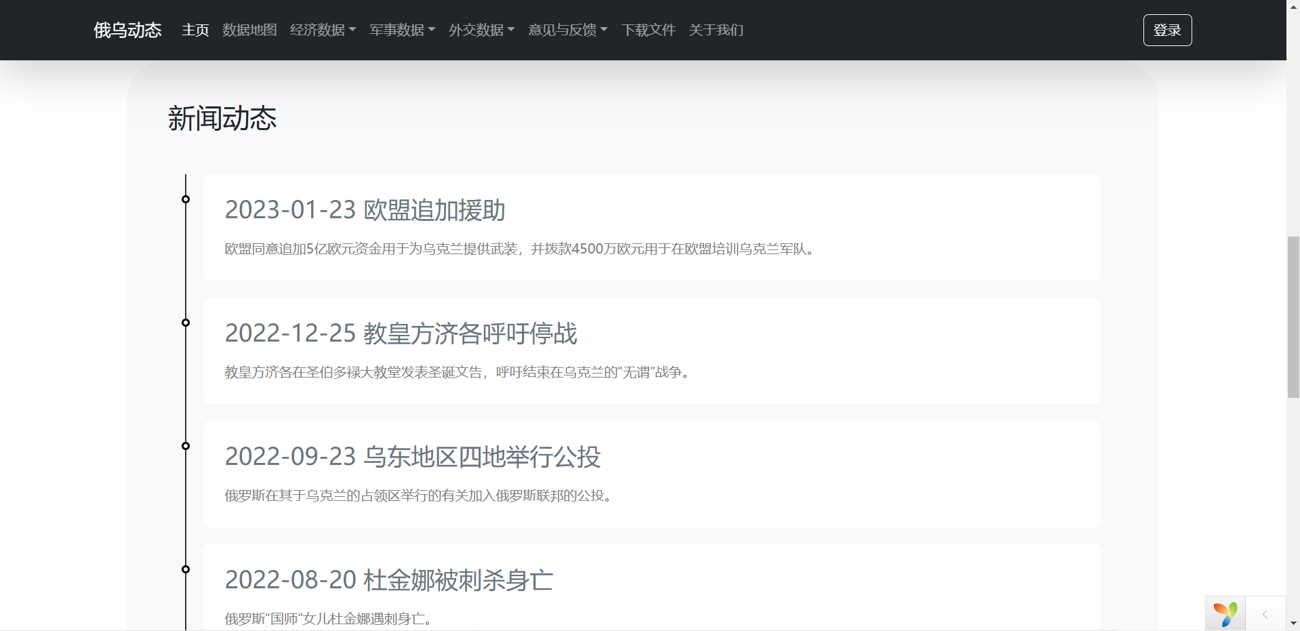 俄乌动态 主页 数据地图 经济数据 军事数据 外交数据 意见与反馈 下载文件 关于我们 登录
新闻动态
2023-01-23 欧盟追加援助
欧盟同意追加5亿欧元资金用于为乌克兰提供武装，并拨款4500万欧元用于在欧盟培训乌克兰军队。
2022-12-25 教皇方济各呼吁停战
教皇方济各在圣伯多禄大教堂发表圣诞文告，呼吁结束在乌克兰的“无谓”战争。
2022-09-23 乌东地区四地举行公投
俄罗斯在其于乌克兰的占领区举行的有关加入俄罗斯联邦的公投。
2022-08-20 杜金娜被刺杀身亡
俄罗斯“国师”女儿杜金娜遇刺身亡。